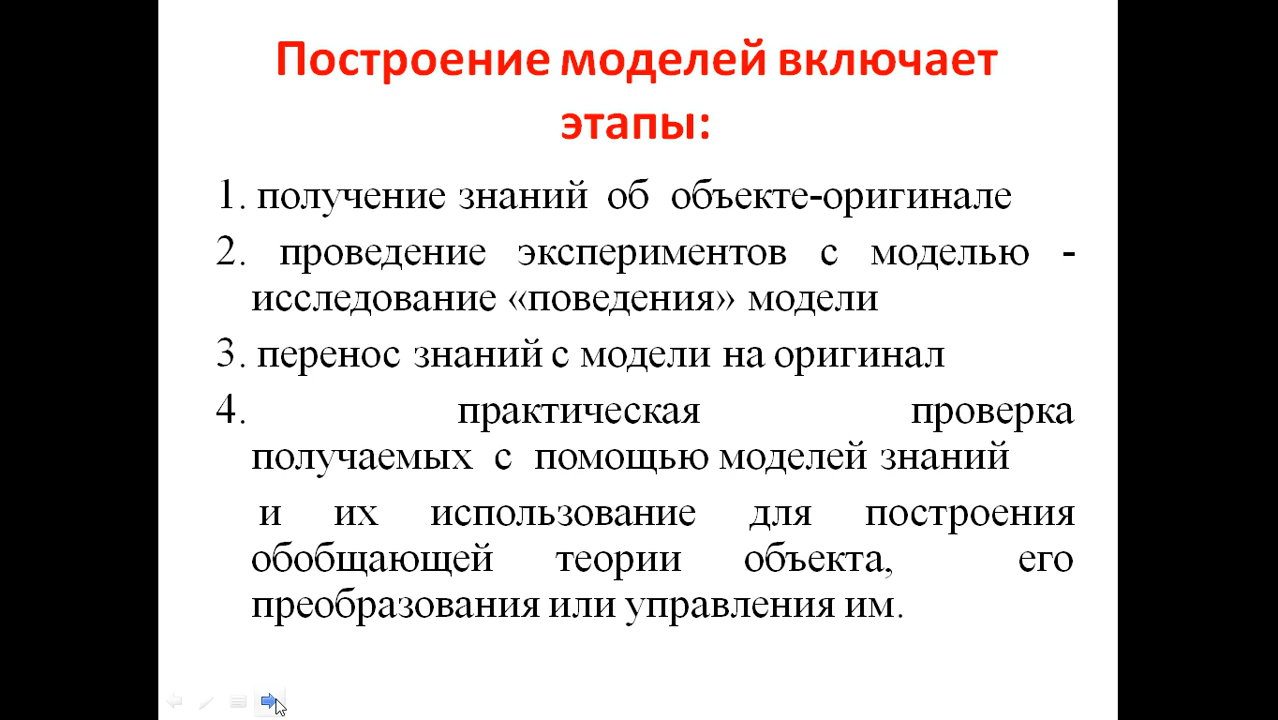 Построение моделей включает
этапы:
1. получение знаний об объекте-оригинале
2. проведение экспериментов с моделью -
исследование «поведения» модели
3. перенос знаний с модели на оригинал
4. практическая проверка
получаемых с помощью моделей знаний
и их использование для построения
обобщающей теории объекта, его
преобразования или управления им.